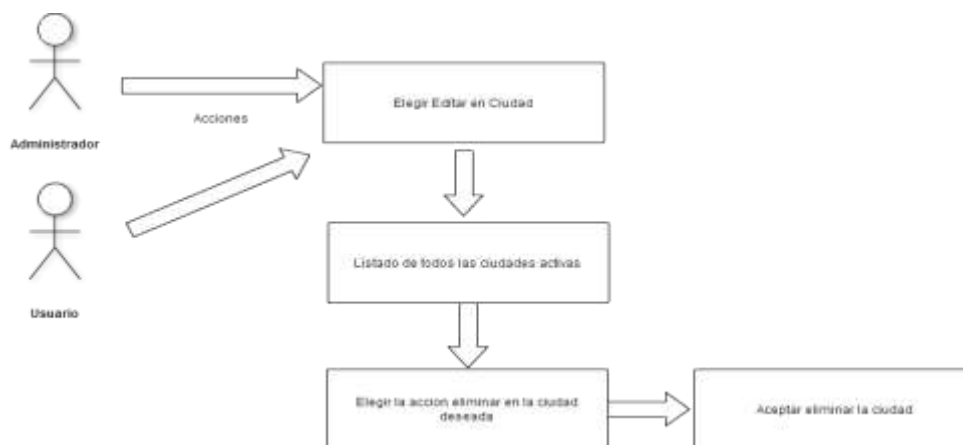 Elegir Editar en Ciudad
Acciones
Administrador
Listado de todos las ciudades activas
Usuario
Elegir la accion eliminar en la ciudad
deseada
Aceptar eliminar la ciudad